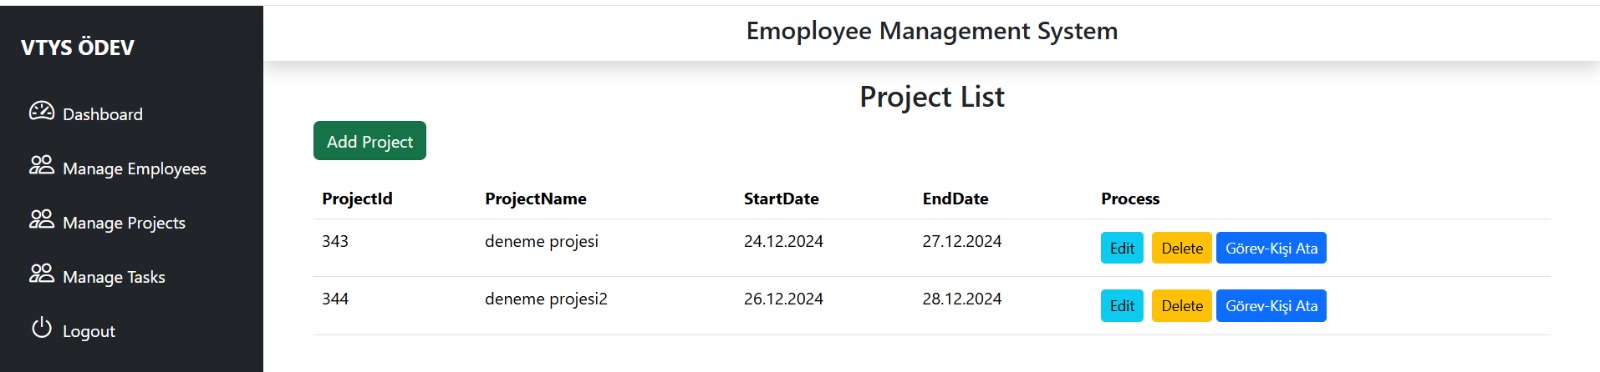 VTYS ÖDEV
Dashboard
Manage Employees
Manage Projects
Manage Tasks
Logout
Emoployee Management System
Project List
Add Project
ProjectId ProjectName StartDate EndDate Process
343 deneme projesi 24.12.2024 27.12.2024 Edit Delete Görev-Kişi Ata
344 deneme projesi2 26.12.2024 28.12.2024 Edit Delete Görev-Kişi Ata